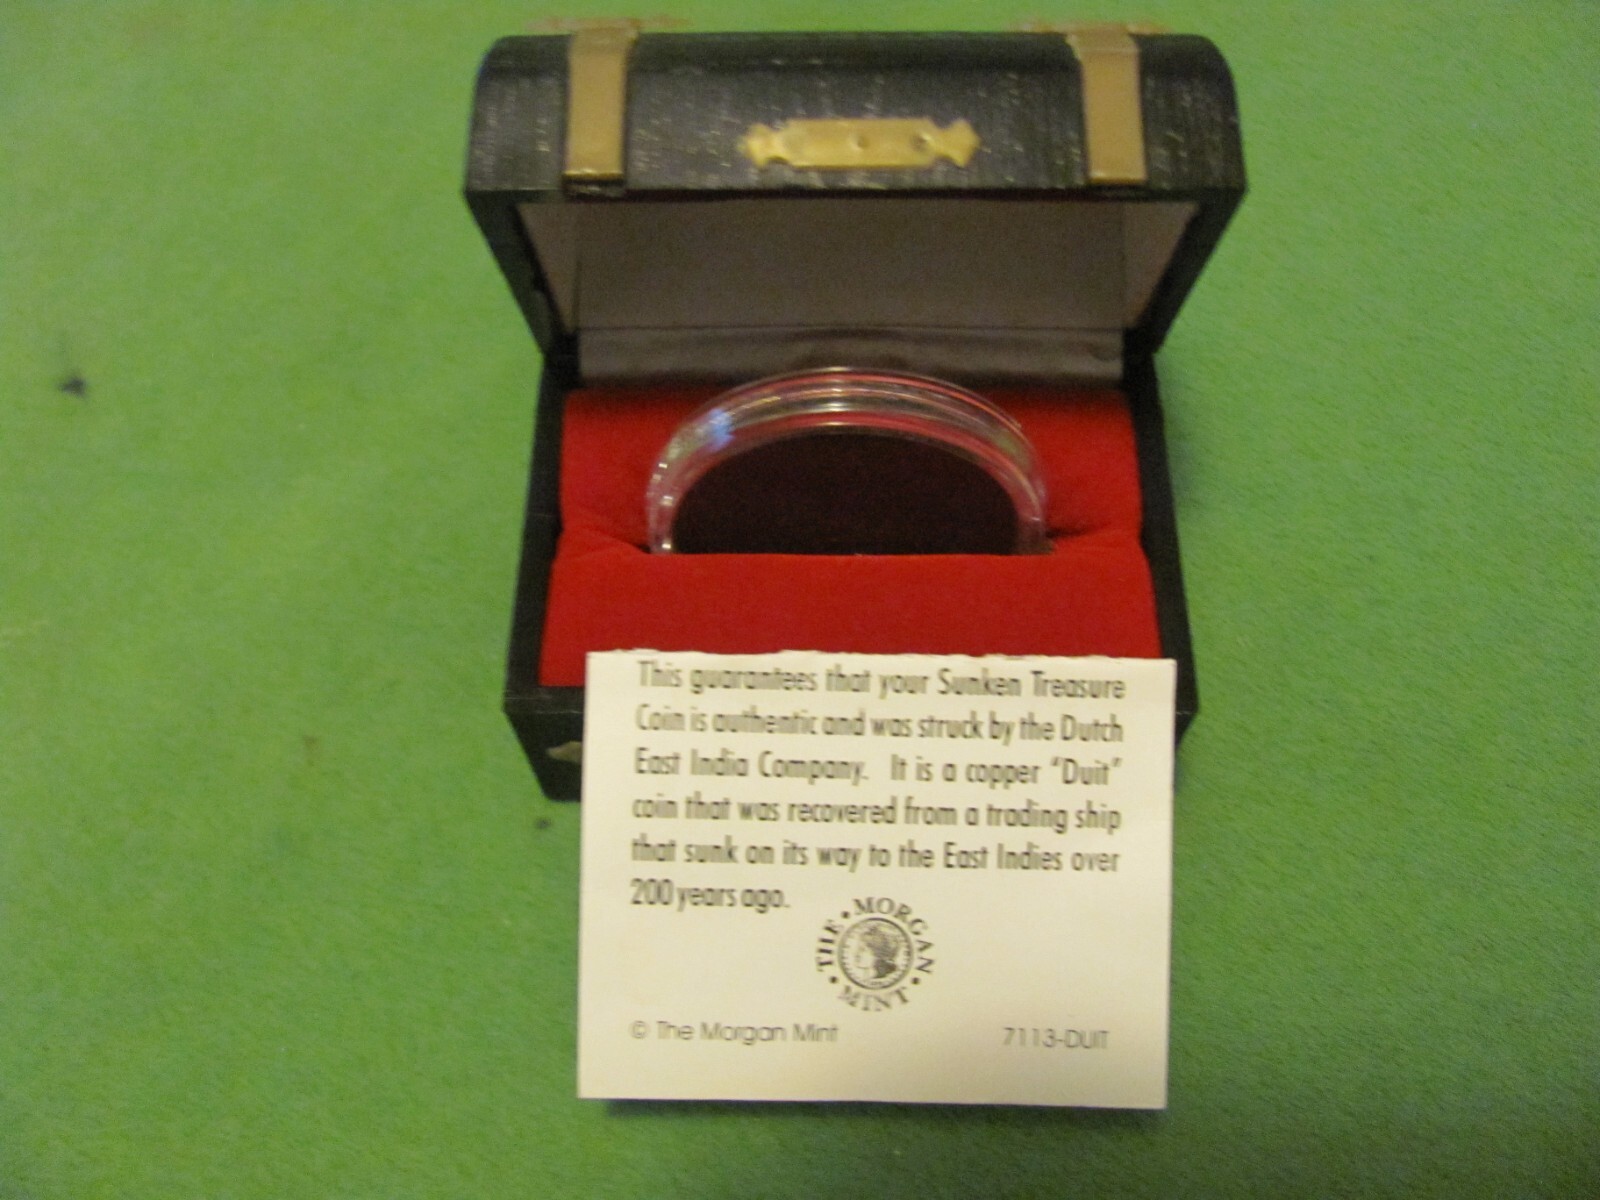 This guarantees that your Sunken Treasure
Coin is authentic and was struck by the Dutch
East India Company. It is a copper "Duit"
coin that was recovered from a trading ship
that sunk on its way to the East Indies over
200 years ago.
• THE • MORGAN • MINT
© The Morgan Mint 7113-DUIT